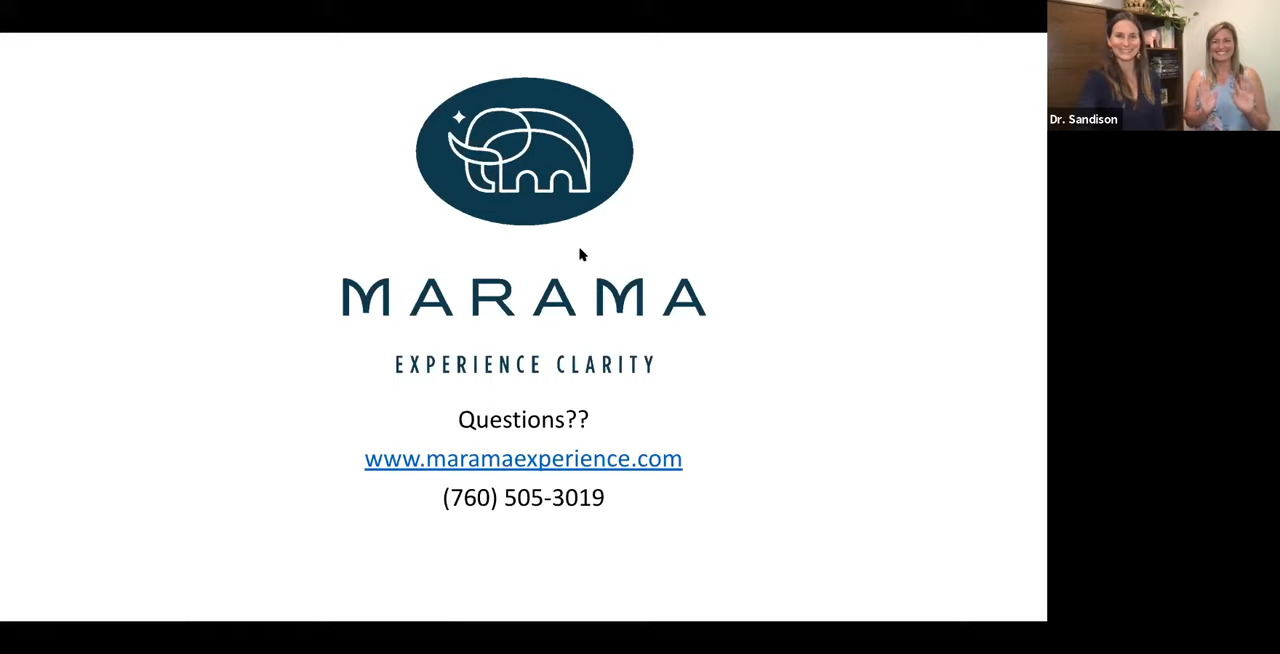 MARAMA
EXPERIENCE CLARITY
Questions??
www.maramaexperience.com
(760) 505-3019
Dr. Sandison